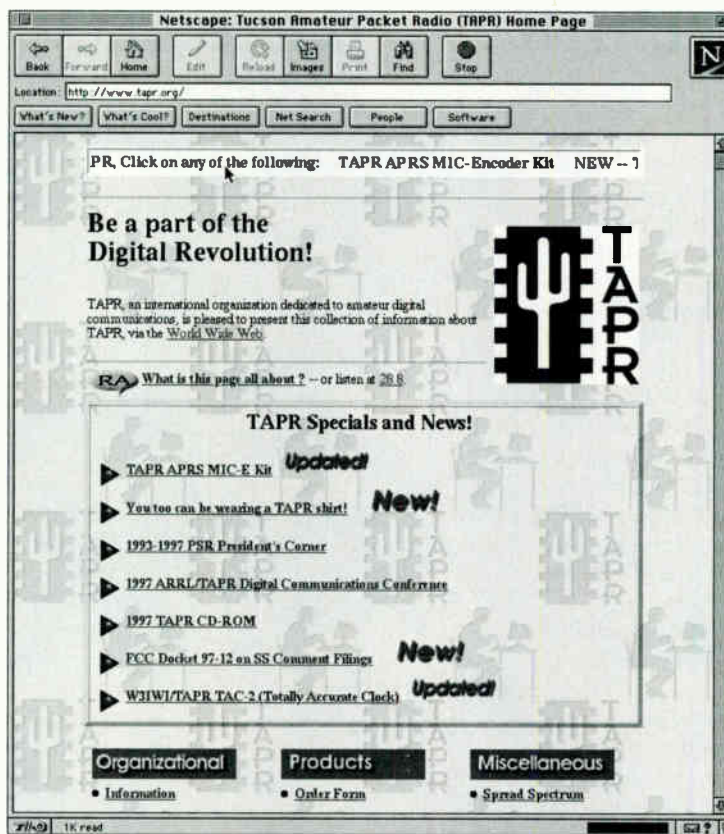 Netscape: Tucson Amateur Packet Radio (TAPR) Home Page
Back Forward Home Edit Reload Images Print Find Stop
N
Location: http://www.tapr.org/
What's New? What's Cool? Destinations Net Search People Software
PR, Click on any of the following: TAPR APRS MIC-Encoder Kit NEW --
Be a part of the
Digital Revolution!
TAPR
TAPR, an international organization dedicated to amateur digital
communications, is pleased to present this collection of information about
TAPR, via the World Wide Web.
RA What is this page all about ? -- or listen at 28.8.
TAPR Specials and News!
TAPR APRS MIC-E Kit Updated!
You too can be wearing a TAPR shirt! New!
1993-1997 PSR President's Corner
1997 ARRL/TAPR Digital Communications Conference
1997 TAPR CD-ROM
FCC Docket 97-12 on SS Comment Filings New!
W3IWI/TAPR TAC-2 (Totally Accurate Clock) Updated!
Organizational Products Miscellaneous
• Information • Order Form • Spread Spectrum
1K read